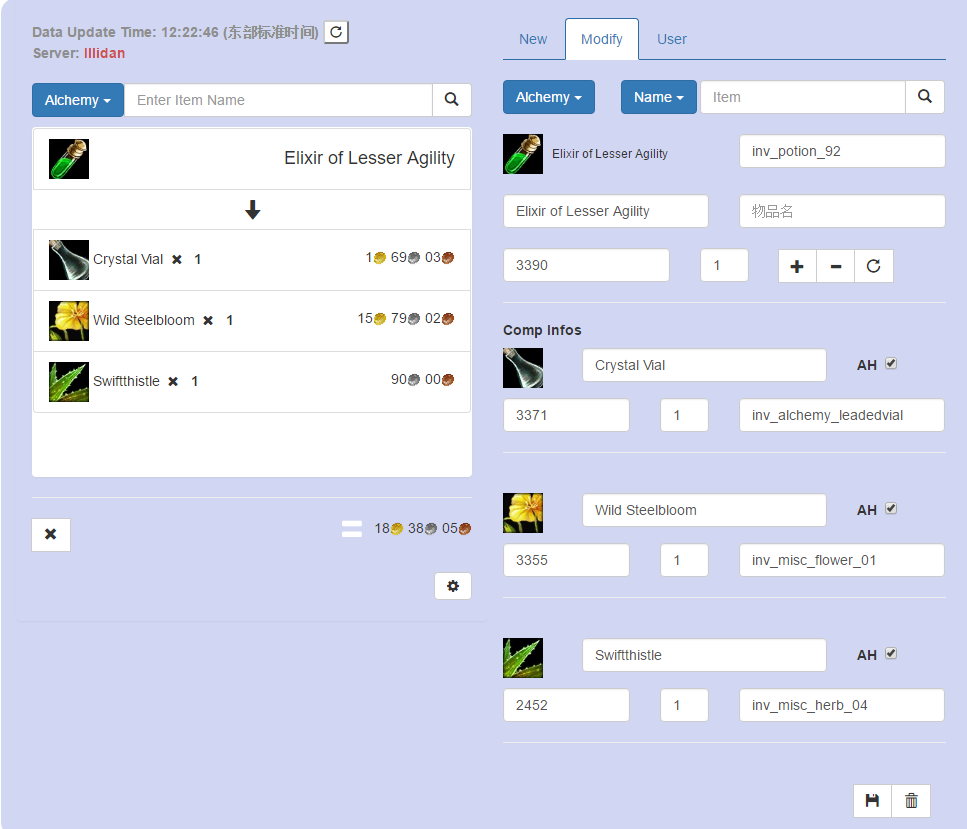 Data Update Time: 12:22:46 (东部标准时间)
Server: Illidan
Alchemy
Enter Item Name
Elixir of Lesser Agility
Crystal Vial 1
1 69 03
Wild Steelbloom 1
15 79 02
Swiftthistle 1
90 00
18 38 05
New Modify User
Alchemy Name Item
Elixir of Lesser Agility inv_potion_92
Elixir of Lesser Agility 物品名
3390 1
Comp Infos
Crystal Vial AH
3371 1 inv_alchemy_leadedvial
Wild Steelbloom AH
3355 1 inv_misc_flower_01
Swiftthistle AH
2452 1 inv_misc_herb_04